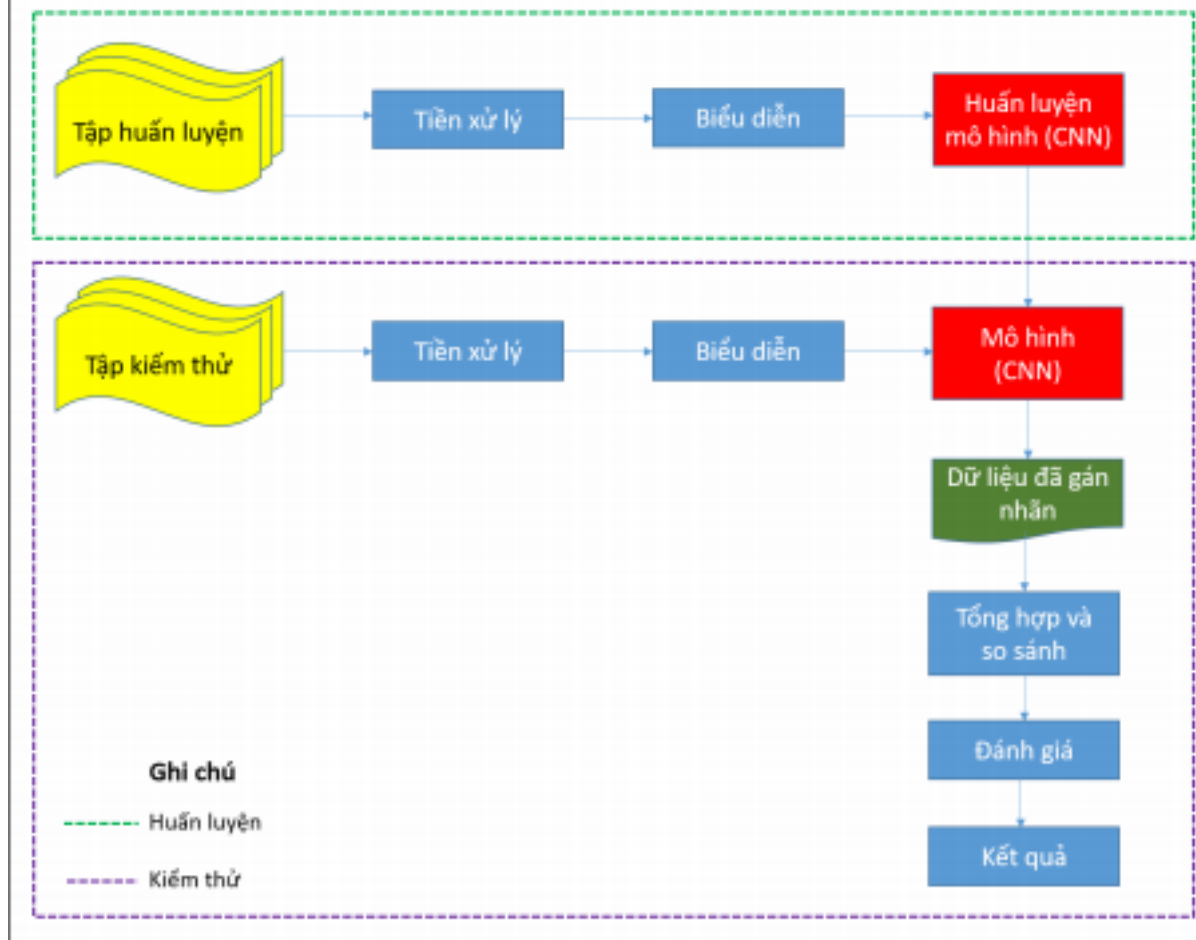 Tập huấn luyện
Tiền xử lý
Biểu diễn
Huấn luyện
mô hình (CNN)
Tập kiểm thử
Tiền xử lý
Biểu diễn
Mô hình
(CNN)
Dữ liệu đã gán
nhãn
Tổng hợp và
so sánh
Đánh giá
Kết quả
Ghi chú
Huấn luyện
Kiểm thử